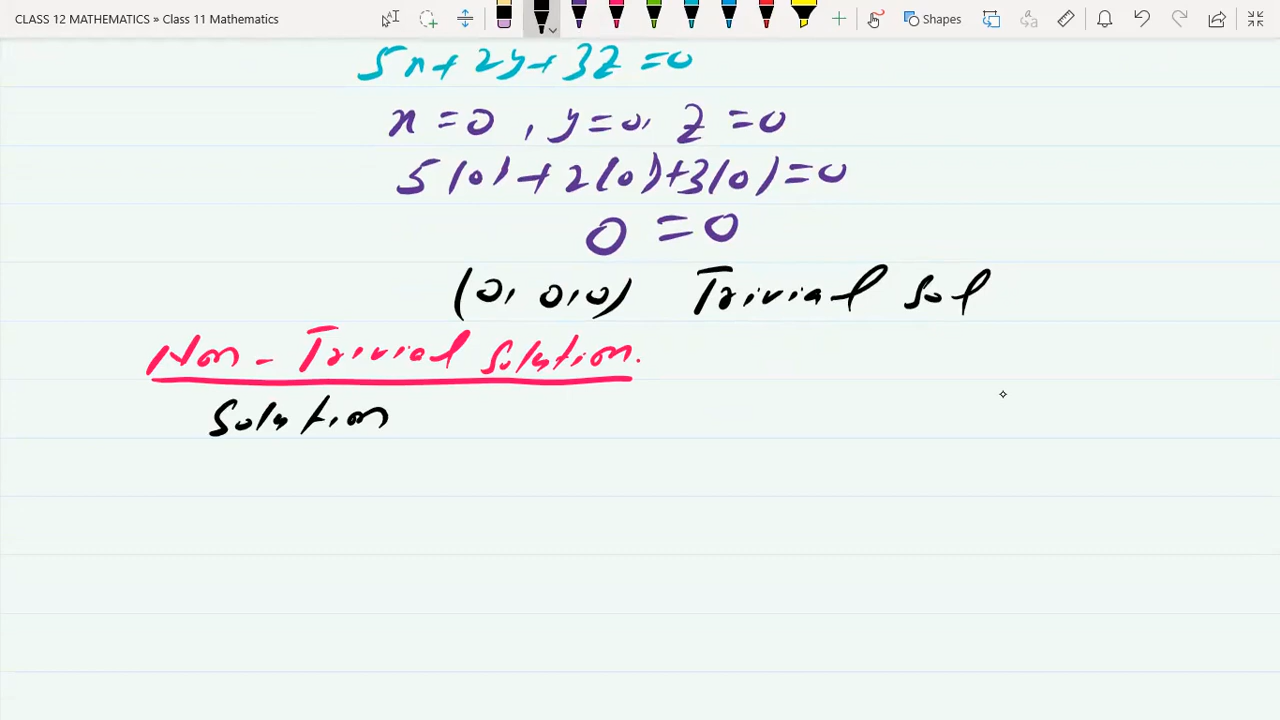 CLASS 12 MATHEMATICS » Class 11 Mathematics
Shapes
5x+2y+3z=0
x=0, y=0, z=0
5(0)+2(0)+3(0)=0
0=0
(0,0,0) Trivial Sol
Non-Trivial Solution.
Solution